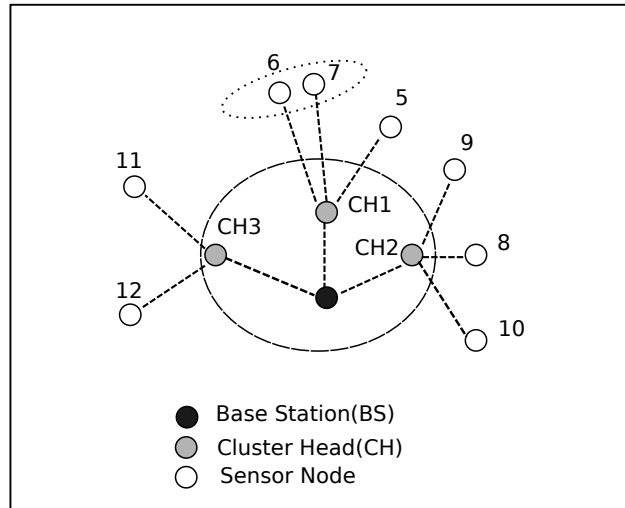 6
7
5
9
11
CH1
CH3
CH2
8
12
10
Base Station(BS)
Cluster Head(CH)
Sensor Node